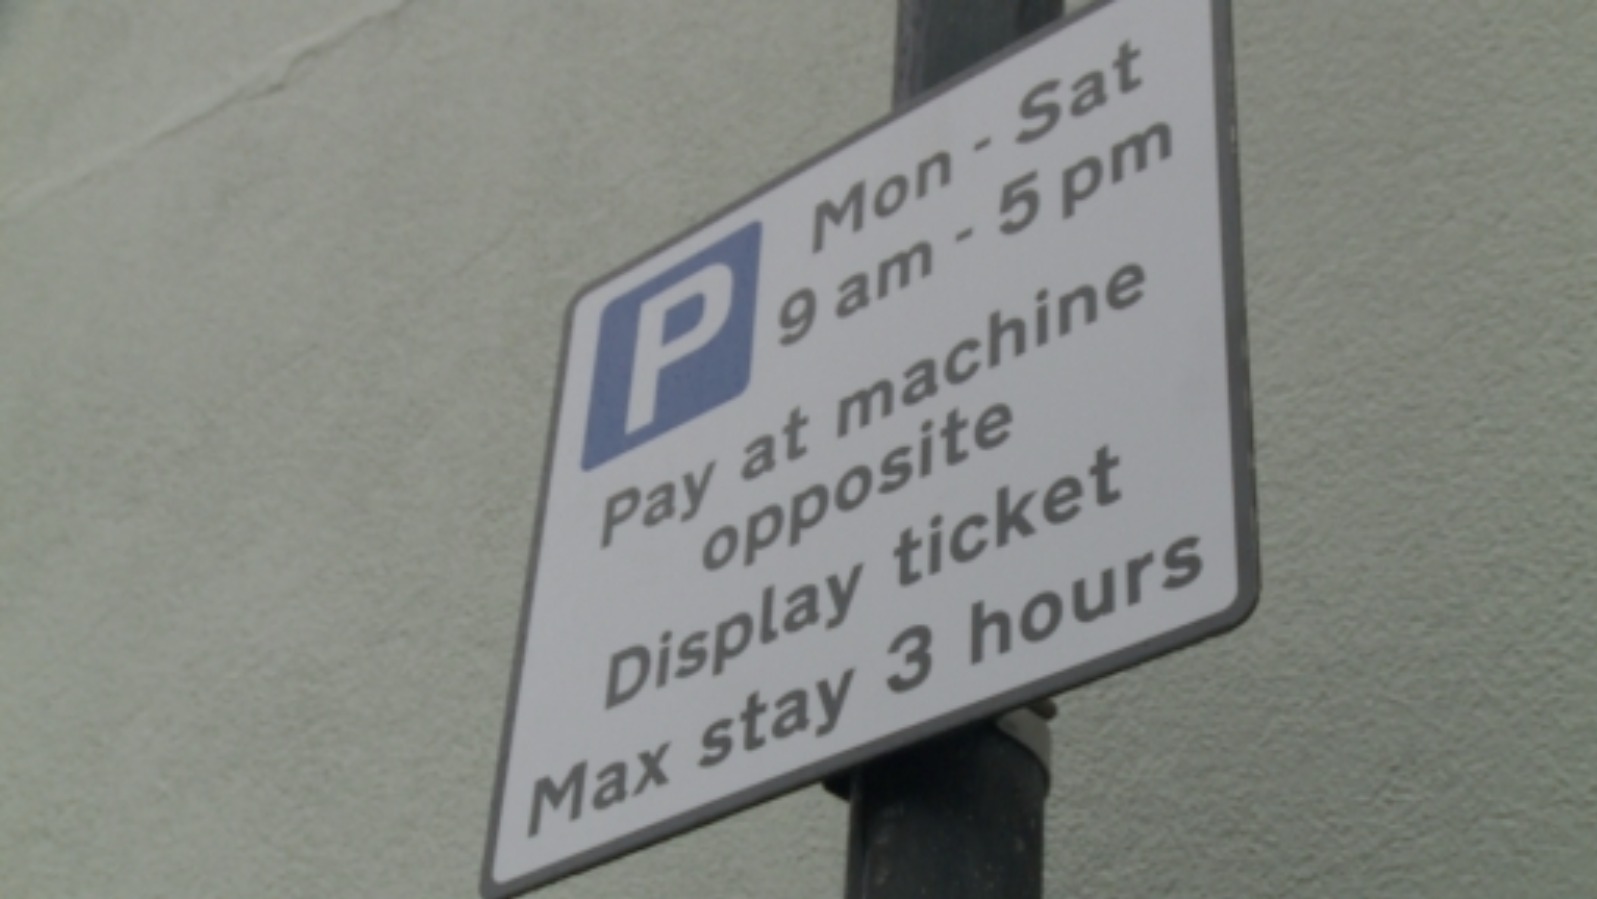 P
Mon - Sat
9 am - 5 pm
Pay at machine
opposite
Display ticket
Max stay 3 hours